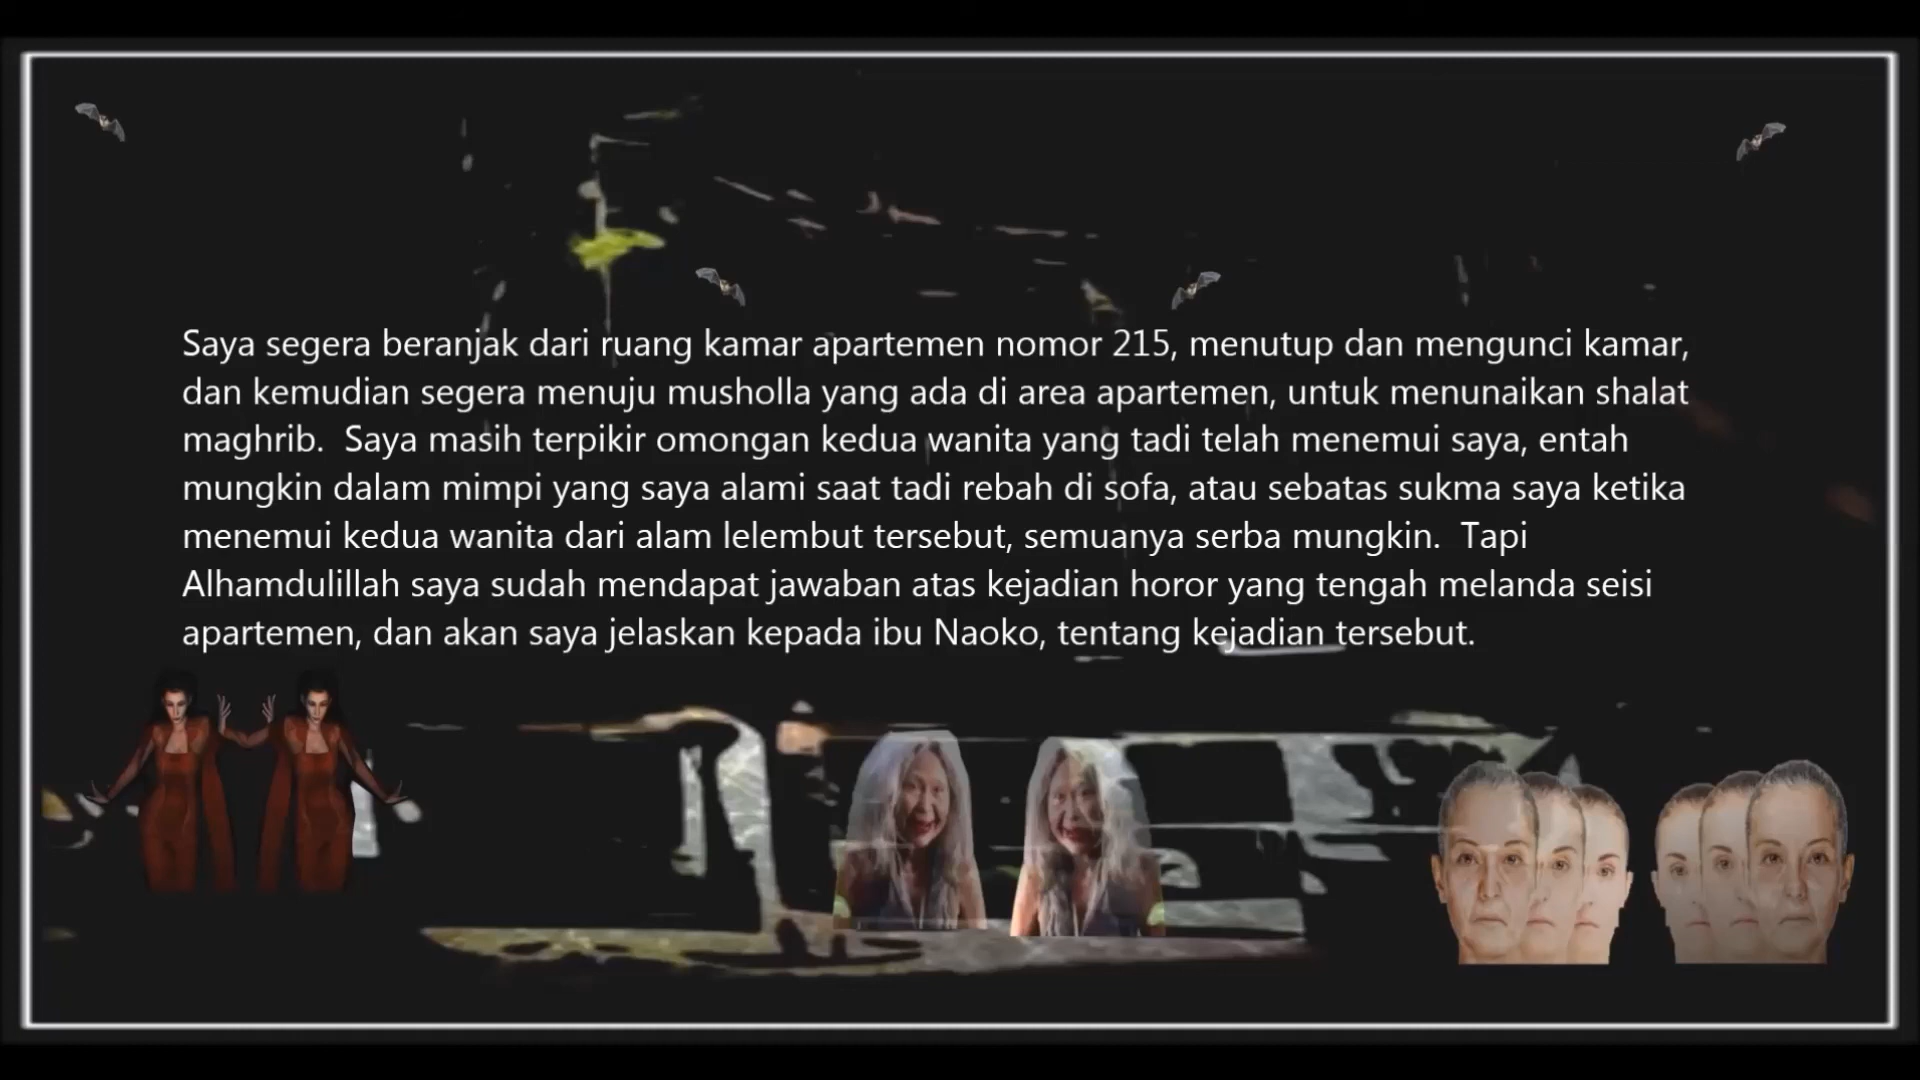 Saya segera beranjak dari ruang kamar apartemen nomor 215, menutup dan mengunci kamar,
dan kemudian segera menuju musholla yang ada di area apartemen, untuk menunaikan shalat
maghrib.  Saya masih terpikir omongan kedua wanita yang tadi telah menemui saya, entah
mungkin dalam mimpi yang saya alami saat tadi rebah di sofa, atau sebatas sukma saya ketika
menemui kedua wanita dari alam lelembut tersebut, semuanya serba mungkin.  Tapi
Alhamdulillah saya sudah mendapat jawaban atas kejadian horor yang tengah melanda seisi
apartemen, dan akan saya jelaskan kepada ibu Naoko, tentang kejadian tersebut.